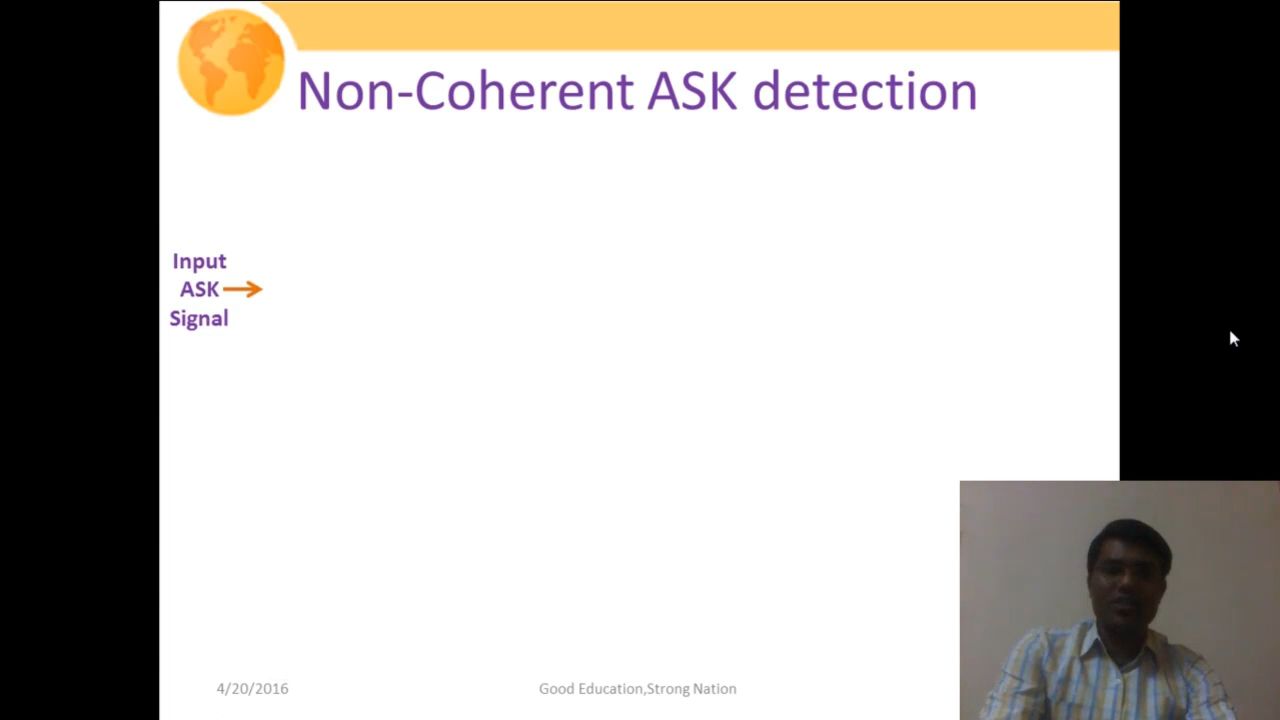 Non-Coherent ASK detection
Input
ASK
Signal
4/20/2016
Good Education,Strong Nation